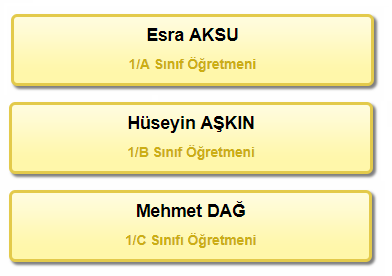 Esra AKSU
1/A Sınıf Öğretmeni
Hüseyin AŞKIN
1/B Sınıf Öğretmeni
Mehmet DAĞ
1/C Sınıfı Öğretmeni